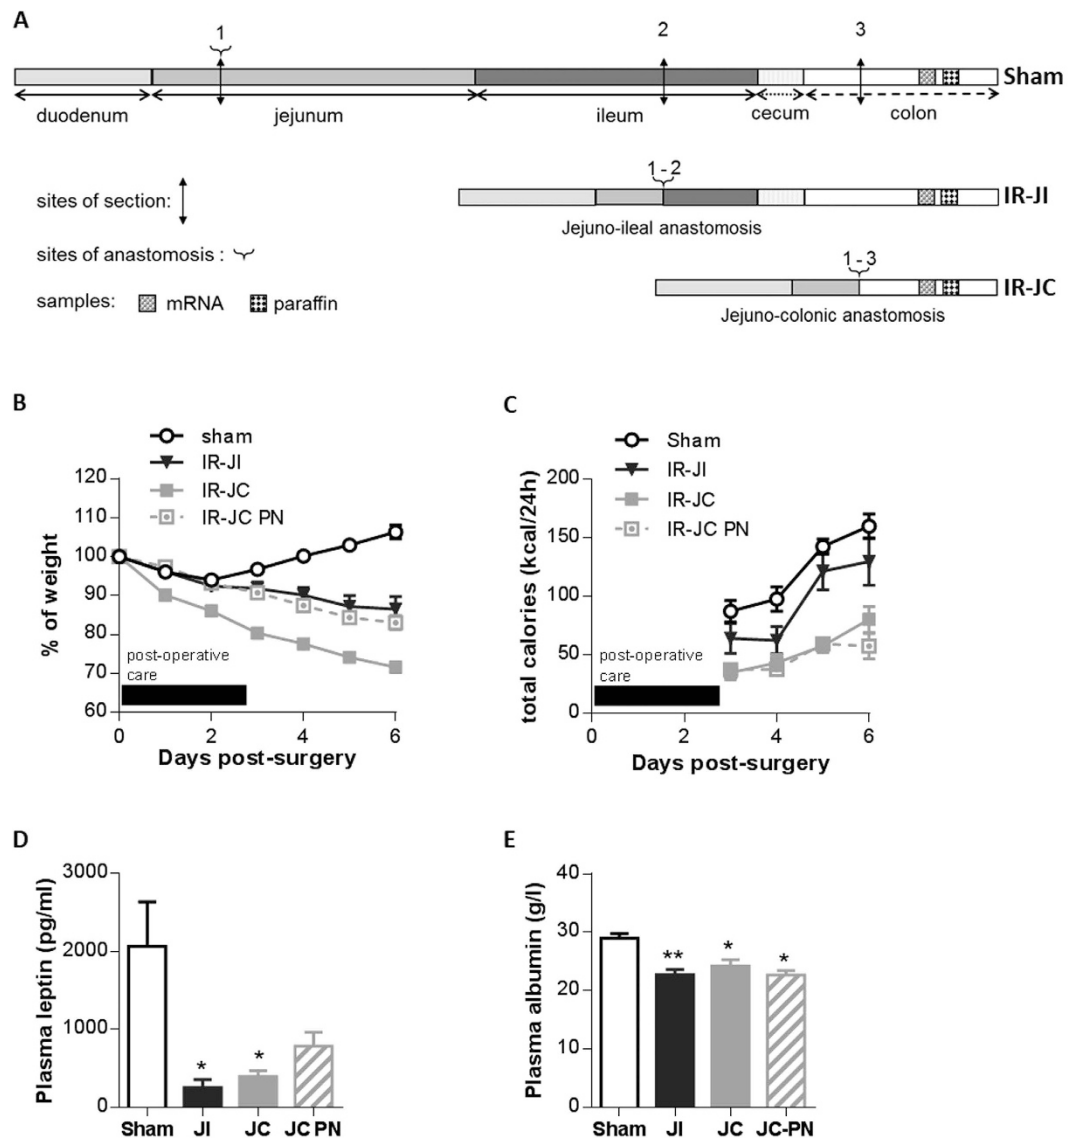 A
1
2
3
Sham
duodenum
jejunum
ileum
cecum
colon
1 - 2
IR-JI
sites of section:
Jejuno-ileal anastomosis
sites of anastomosis :
1 - 3
IR-JC
samples:
mRNA
paraffin
Jejuno-colonic anastomosis
B
sham
IR-JI
IR-JC
IR-JC PN
120
110
100
90
80
70
60
% of weight
post-operative
care
0
2
4
6
Days post-surgery
C
Sham
IR-JI
IR-JC
IR-JC PN
200
150
100
50
0
total calories (kcal/24h)
post-operative
care
0
2
4
6
Days post-surgery
D
3000
2000
1000
0
Plasma leptin (pg/ml)
*
*
Sham
JI
JC
JC PN
E
40
30
20
10
0
Plasma albumin (g/l)
**
*
*
Sham
JI
JC
JC-PN